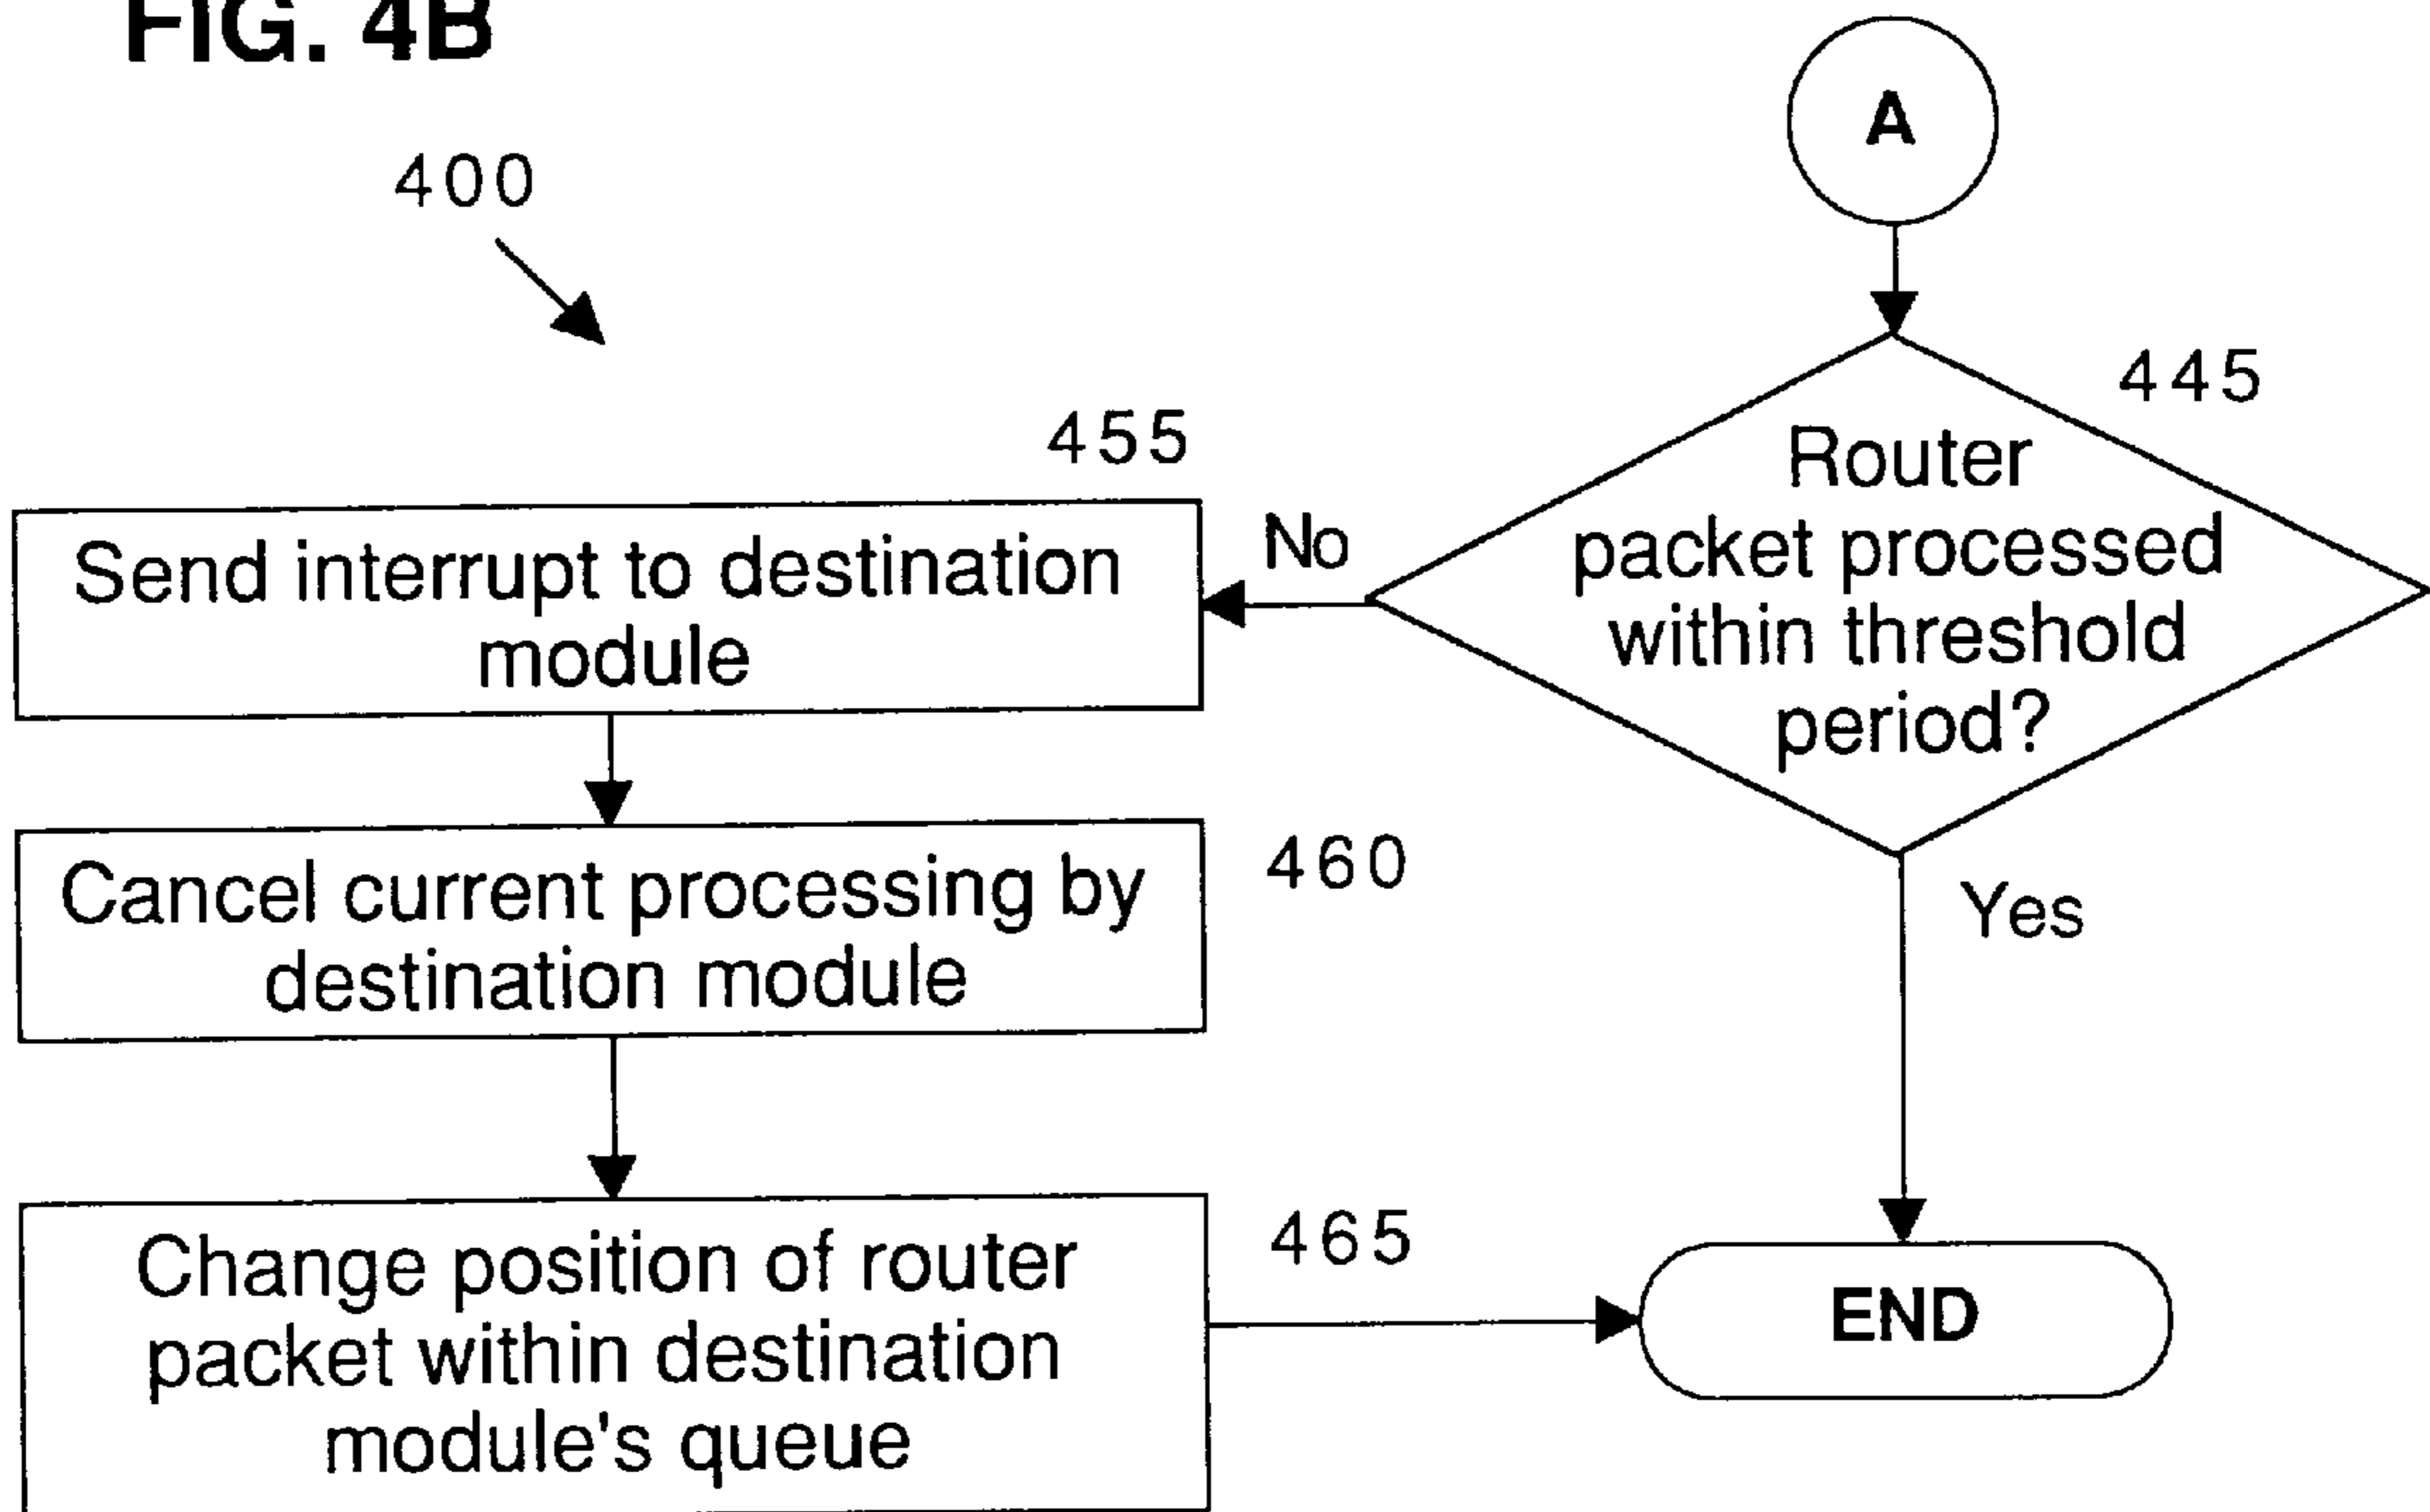 FIG. 4B
A
400
445
455
Router
packet processed
within threshold
period?
No
Send interrupt to destination
module
460
Yes
Cancel current processing by
destination module
465
Change position of router
packet within destination
module's queue
END